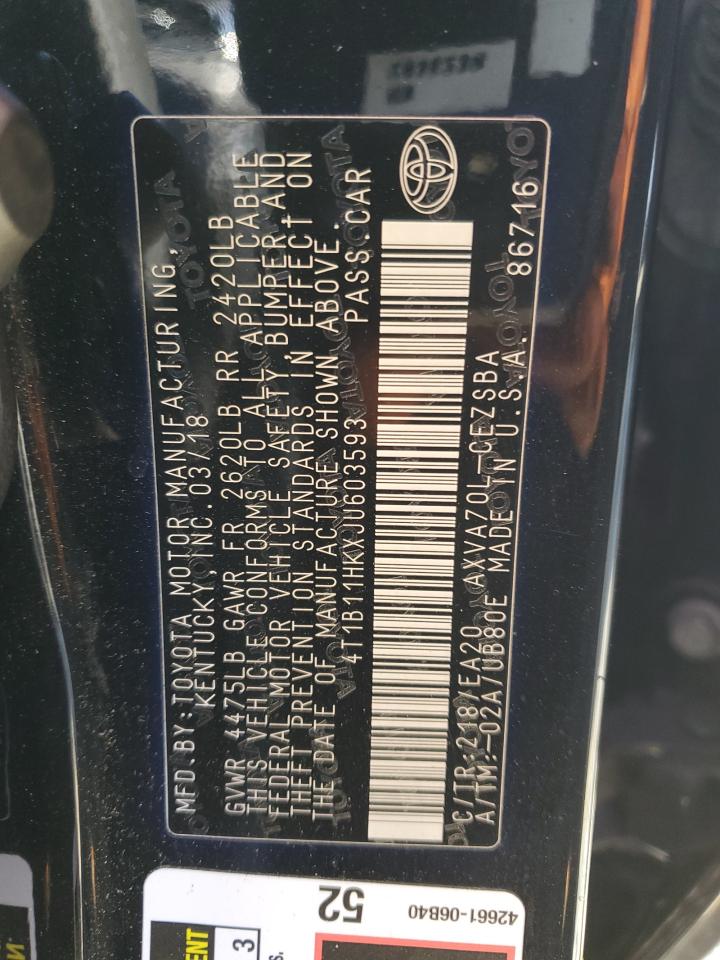 MFD.BY:TOYOTA MOTOR MANUFACTURING,
KENTUCKY,INC.03/18
GVWR 4475LB GAWR FR 2620LB RR 2420LB
THIS VEHICLE CONFORMS TO ALL APPLICABLE
FEDERAL MOTOR VEHICLE SAFETY,BUMPER,AND
THEFT PREVENTION STANDARDS IN EFFECT ON
THE DATE OF MANUFACTURE SHOWN ABOVE.
4T1B11HKXJU603593 PASS.CAR
C/TR:218/EA20 AXVA70L-CEZSBA
A/TM:-02A/UB80E MADE IN U.S.A. 86716
52
42661-06B40
3